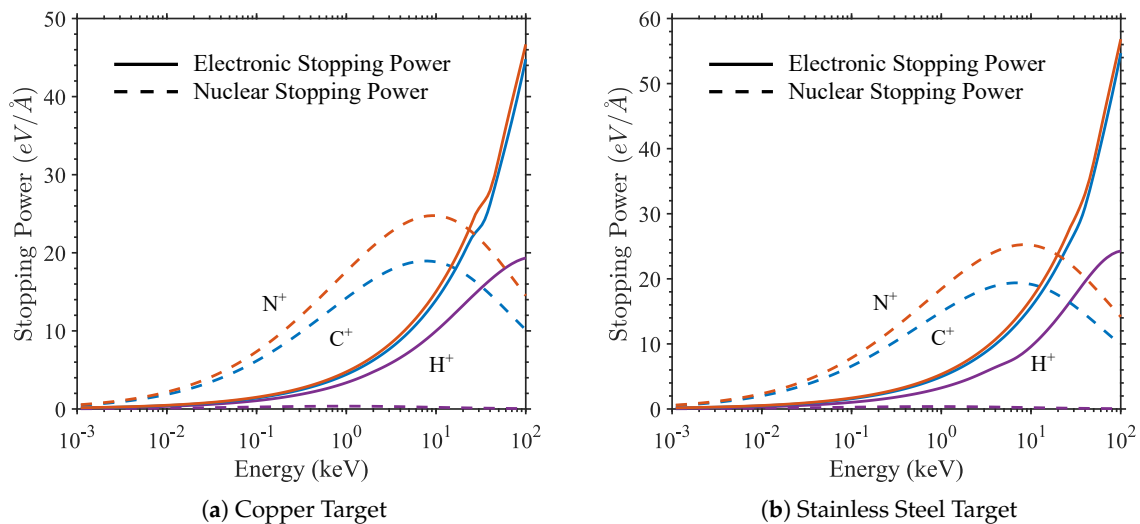 50
40
30
20
10
0
Stopping Power (eV/Å)
Electronic Stopping Power
Nuclear Stopping Power
N⁺
C⁺
H⁺
10⁻³ 10⁻² 10⁻¹ 10⁰ 10¹ 10²
Energy (keV)
(a) Copper Target
60
50
40
30
20
10
0
Stopping Power (eV/Å)
Electronic Stopping Power
Nuclear Stopping Power
N⁺
C⁺
H⁺
10⁻³ 10⁻² 10⁻¹ 10⁰ 10¹ 10²
Energy (keV)
(b) Stainless Steel Target